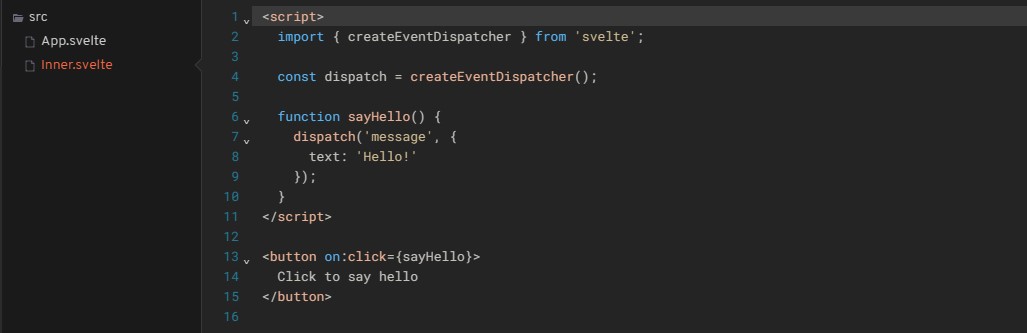 src
App.svelte
Inner.svelte
1 <script>
2   import { createEventDispatcher } from 'svelte';
3
4   const dispatch = createEventDispatcher();
5
6   function sayHello() {
7     dispatch('message', {
8       text: 'Hello!'
9     });
10   }
11 </script>
12
13 <button on:click={sayHello}>
14   Click to say hello
15 </button>
16